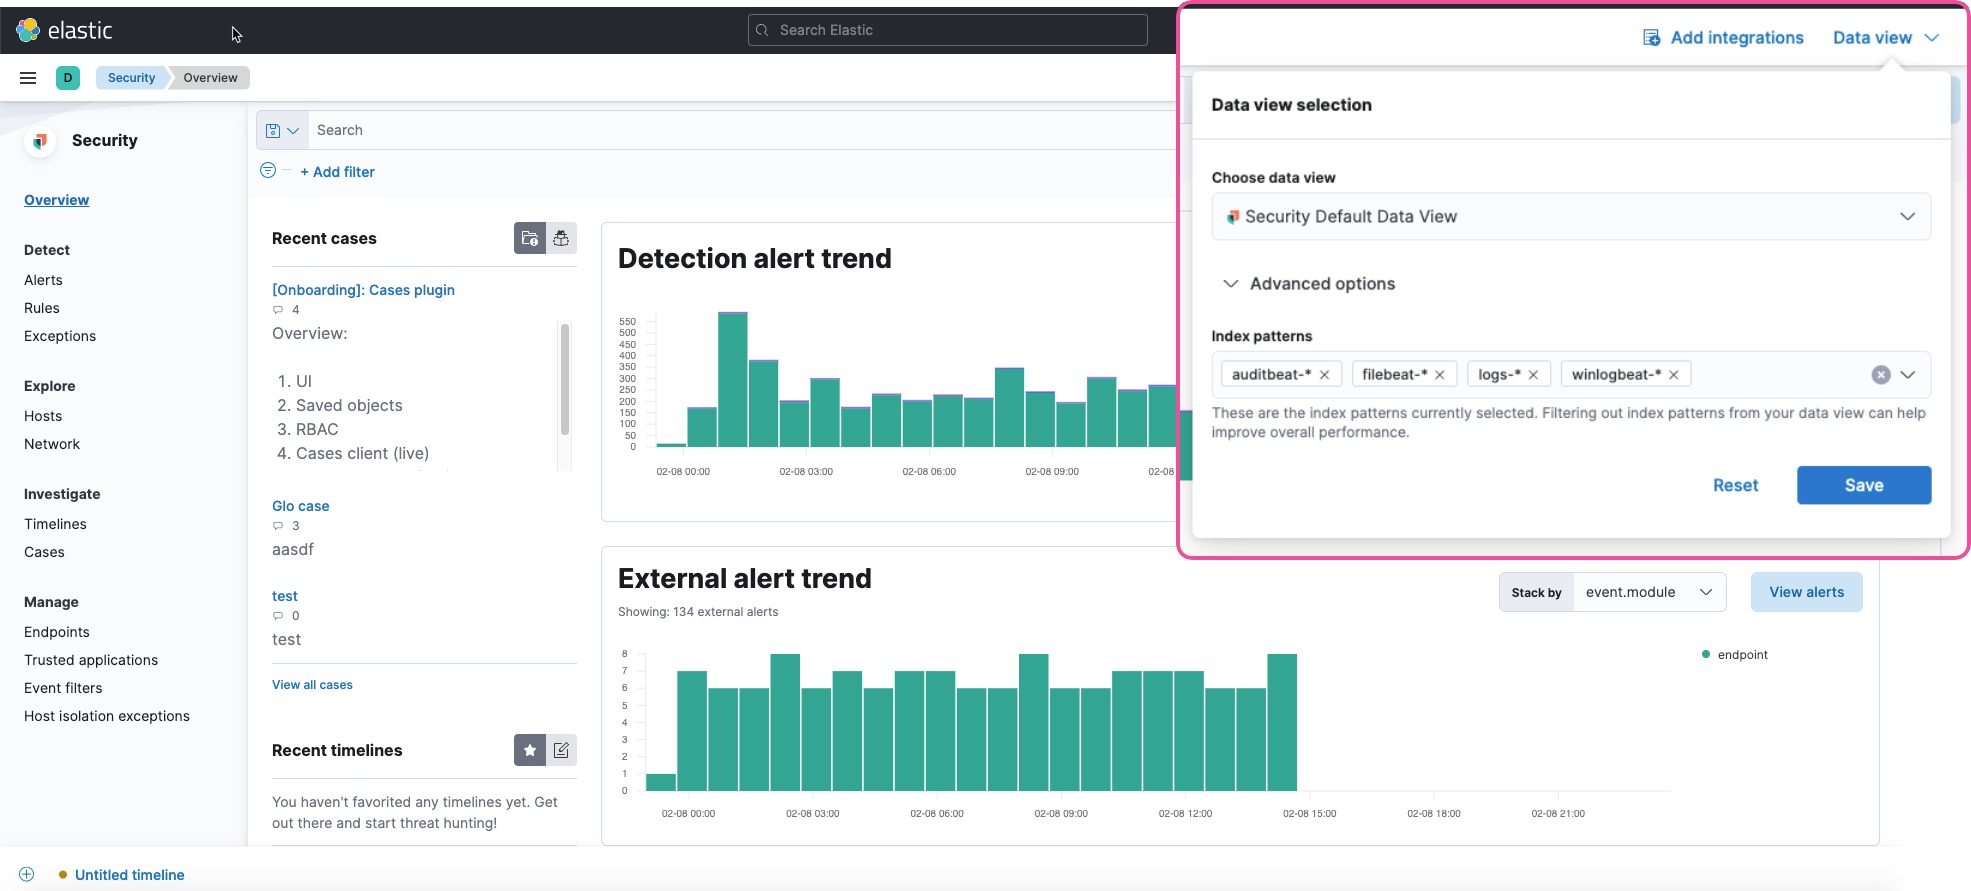 elastic
Search Elastic
Add integrations
Data view
D
Security
Overview
Data view selection
Security
Search
+ Add filter
Choose data view
Security Default Data View
Advanced options
Index patterns
auditbeat-*
filebeat-*
logs-*
winlogbeat-*
These are the index patterns currently selected. Filtering out index patterns from your data view can help
improve overall performance.
Reset
Save
Overview
Detect
Alerts
Rules
Exceptions
Explore
Hosts
Network
Investigate
Timelines
Cases
Manage
Endpoints
Trusted applications
Event filters
Host isolation exceptions
Recent cases
[Onboarding]: Cases plugin
4
Overview:
1. UI
2. Saved objects
3. RBAC
4. Cases client (live)
Glo case
3
aasdf
test
0
test
View all cases
Recent timelines
You haven't favorited any timelines yet. Get
out there and start threat hunting!
Detection alert trend
550
500
450
400
350
300
250
200
150
100
50
0
02-08 00:00
02-08 03:00
02-08 06:00
02-08 09:00
02-08
External alert trend
Showing: 134 external alerts
Stack by
event.module
View alerts
8
7
6
5
4
3
2
1
0
02-08 00:00
02-08 03:00
02-08 06:00
02-08 09:00
02-08 12:00
02-08 15:00
02-08 18:00
02-08 21:00
endpoint
Untitled timeline